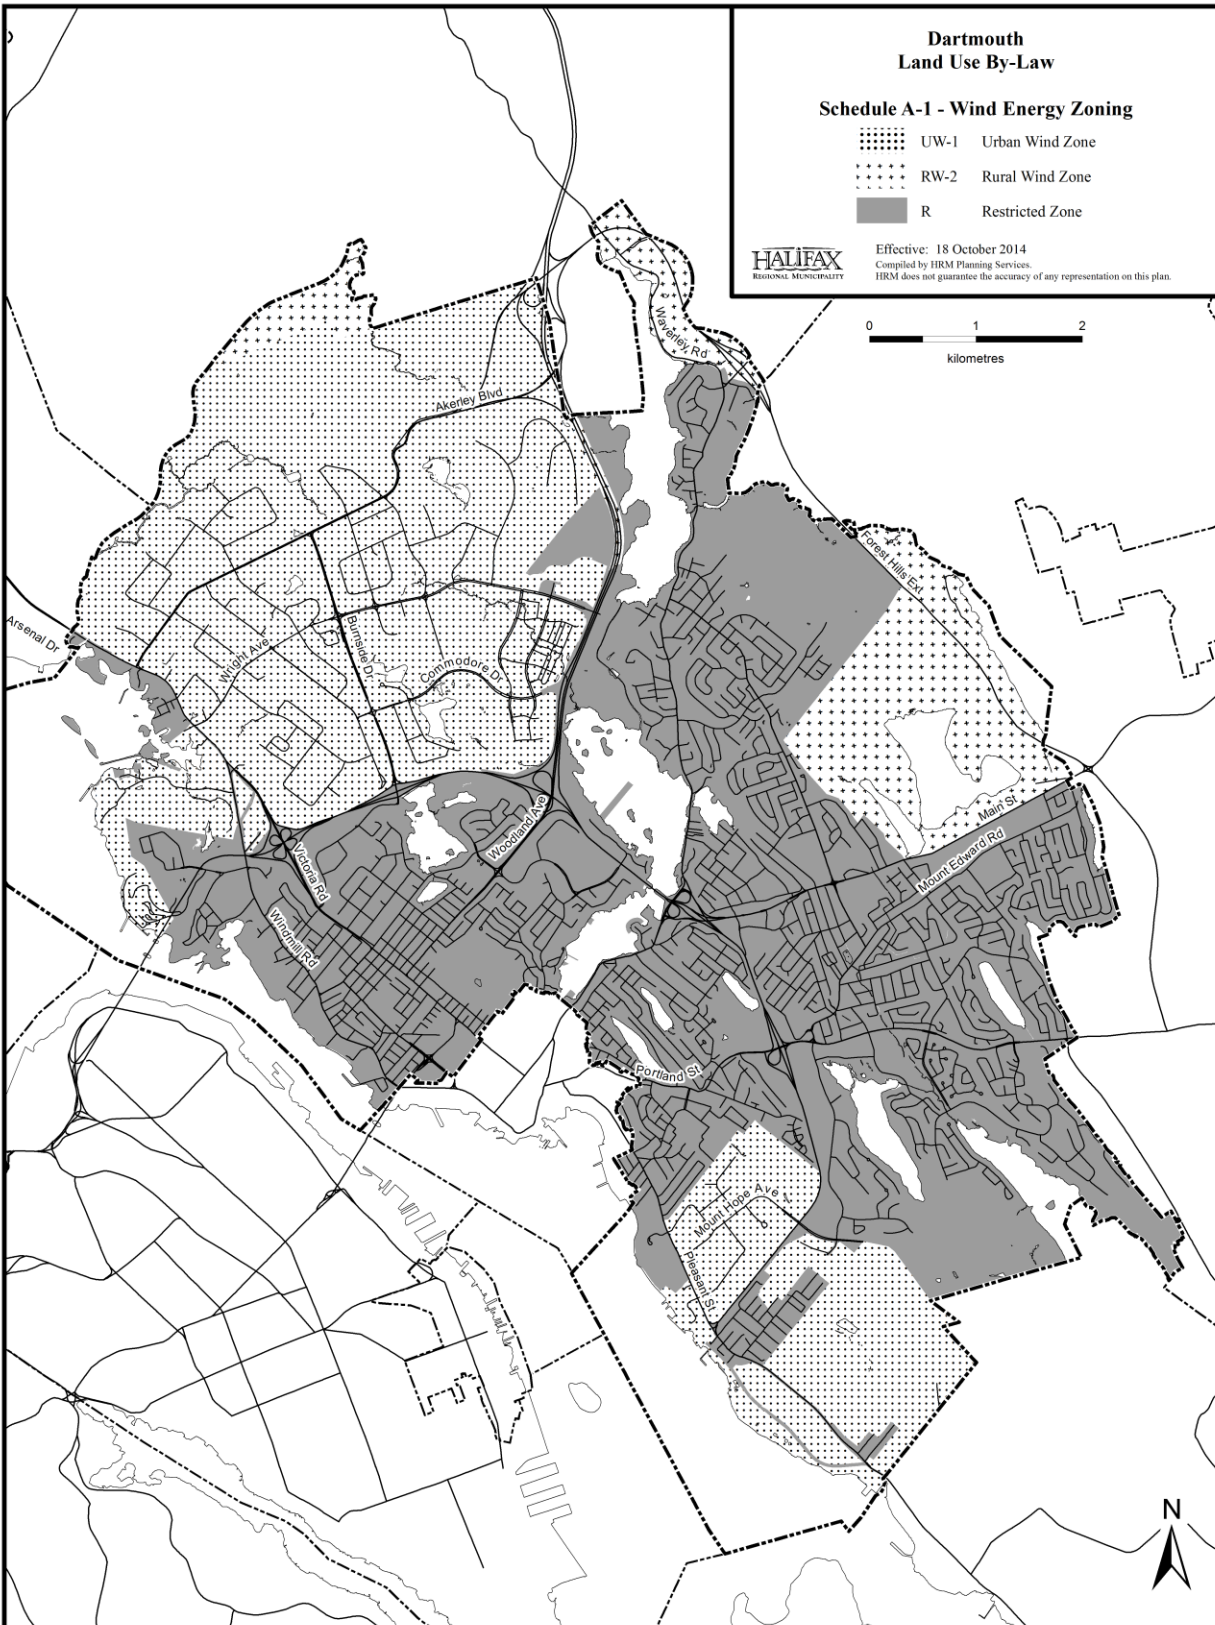 Dartmouth
Land Use By-Law
Schedule A-1 - Wind Energy Zoning
UW-1 Urban Wind Zone
RW-2 Rural Wind Zone
R Restricted Zone
HALIFAX
REGIONAL MUNICIPALITY
Effective: 18 October 2014
Compiled by HRM Planning Services.
HRM does not guarantee the accuracy of any representation on this plan.
0 1 2
kilometres
Waverley Rd
Akerley Blvd
Forest Hills Ext
Arsenal Dr
Wright Ave
Burnside Dr
Commodore Dr
Main St
Mount Edward Rd
Woodland Ave
Victoria Rd
Windmill Rd
Portland St
Mount Hope Ave
Pleasant St
N